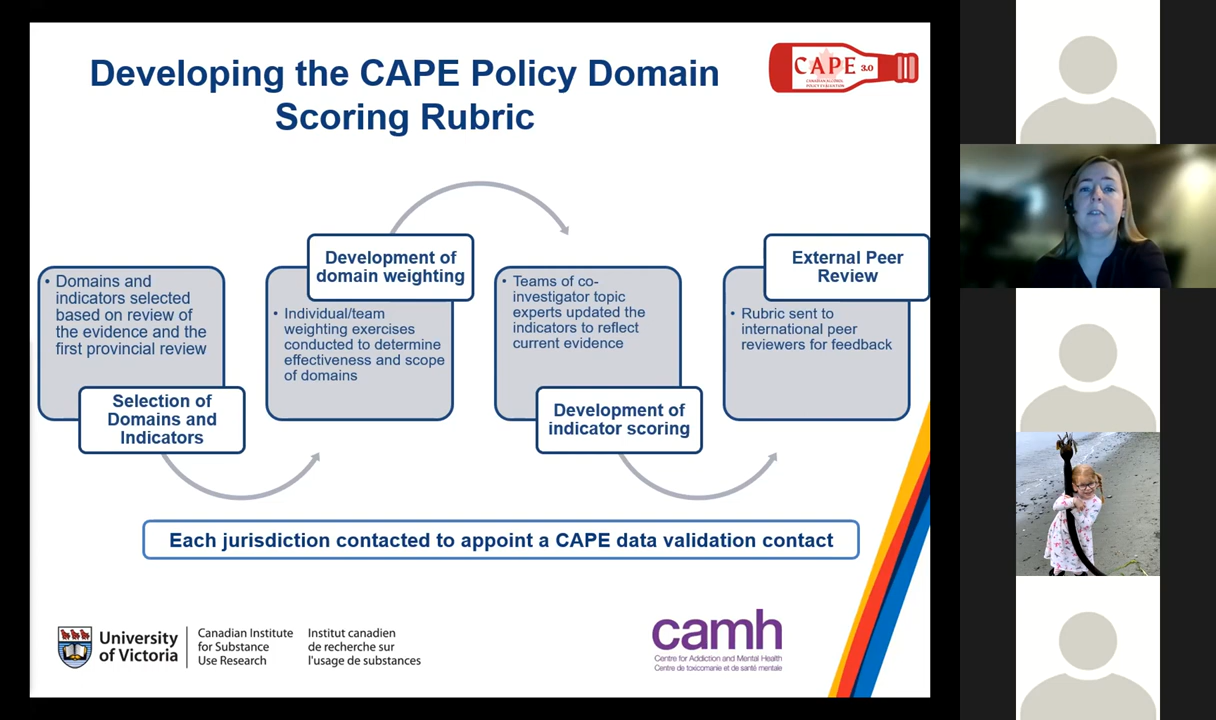 Developing the CAPE Policy Domain
Scoring Rubric
CAPE 3.0
CANADIAN ALCOHOL
POLICY EVALUATION
• Domains and
indicators selected
based on review of
the evidence and the
first provincial review
Selection of
Domains and
Indicators
Development of
domain weighting
• Individual/team
weighting exercises
conducted to determine
effectiveness and scope
of domains
• Teams of co-
investigator topic
experts updated the
indicators to reflect
current evidence
Development of
indicator scoring
External Peer
Review
• Rubric sent to
international peer
reviewers for feedback
Each jurisdiction contacted to appoint a CAPE data validation contact
University
of Victoria
Canadian Institute
for Substance
Use Research
Institut canadien
de recherche sur
l'usage de substances
camh
Centre for Addiction and Mental Health
Centre de toxicomanie et de santé mentale